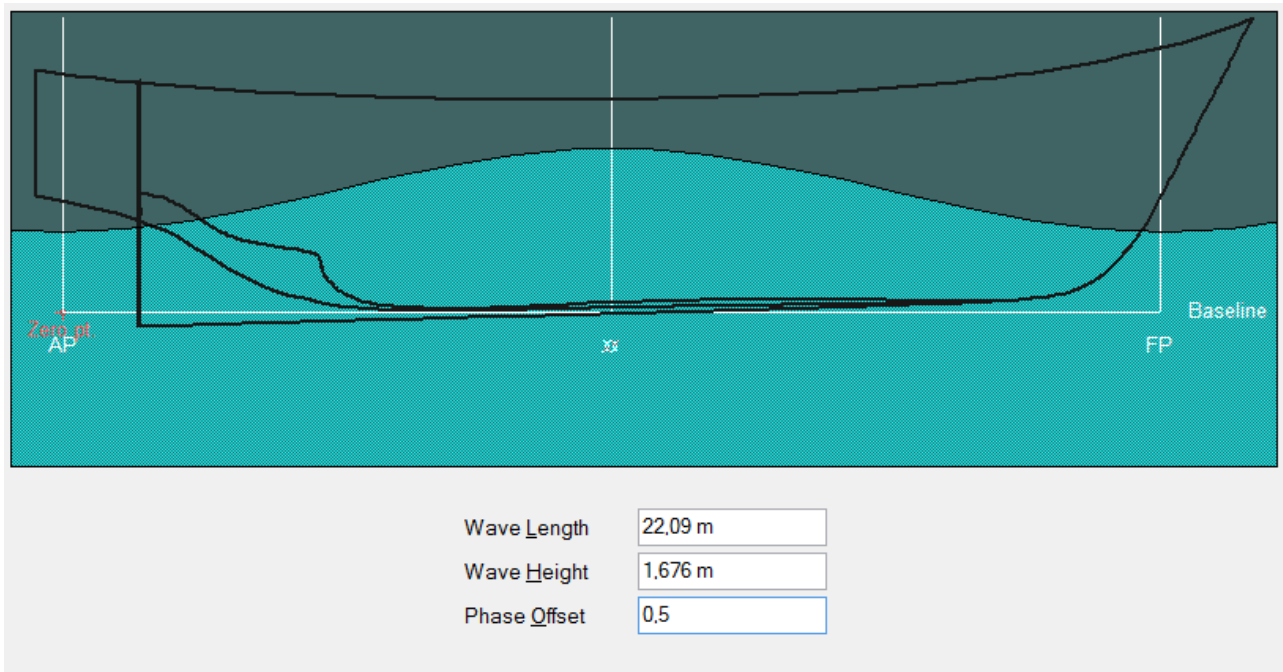 Baseline
Zero pt.
AP
FP
Wave Length 22,09 m
Wave Height 1,676 m
Phase Offset 0,5